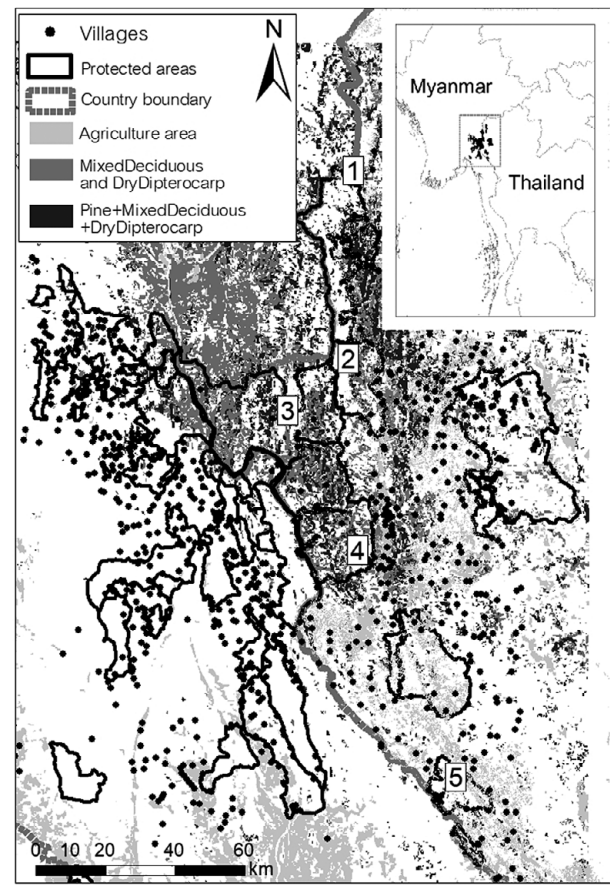 N
Villages
Protected areas
Country boundary
Agriculture area
MixedDeciduous
and DryDipterocarp
Pine+MixedDeciduous
+DryDipterocarp
Myanmar
Thailand
1
2
3
4
5
0 10 20 40 60
km